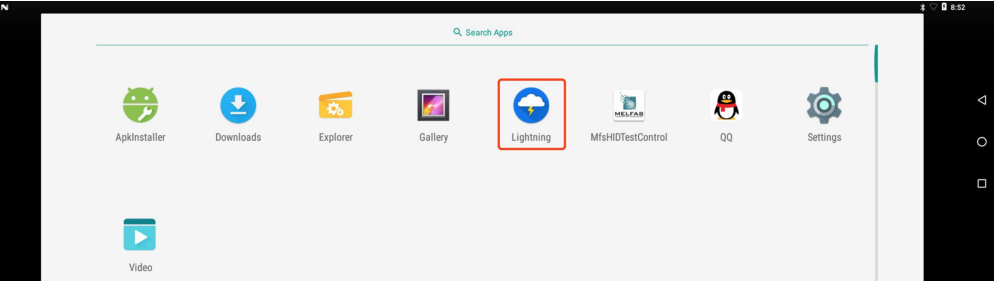 8:52
Search Apps
ApkInstaller
Downloads
Explorer
Gallery
Lightning
MELFAS
MfsHIDTestControl
QQ
Settings
Video